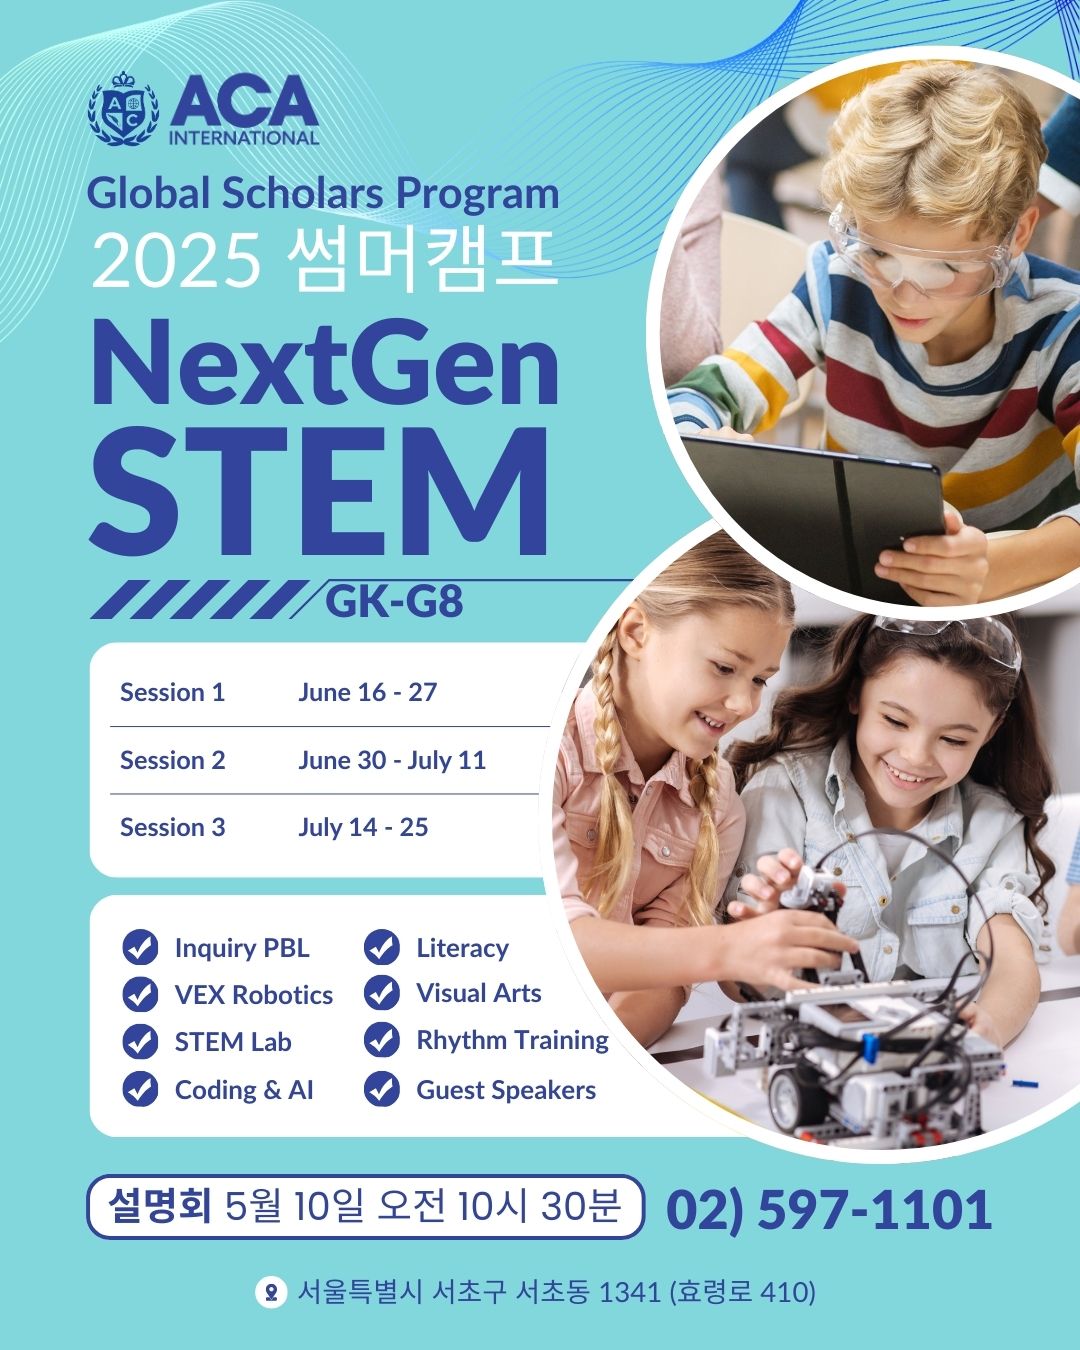 A C
ACA
INTERNATIONAL
Global Scholars Program
2025 썸머캠프
NextGen
STEM
GK-G8
Session 1 June 16 - 27
Session 2 June 30 - July 11
Session 3 July 14 - 25
Inquiry PBL
VEX Robotics
STEM Lab
Coding & AI
Literacy
Visual Arts
Rhythm Training
Guest Speakers
설명회 5월 10일 오전 10시 30분
02) 597-1101
서울특별시 서초구 서초동 1341 (효령로 410)